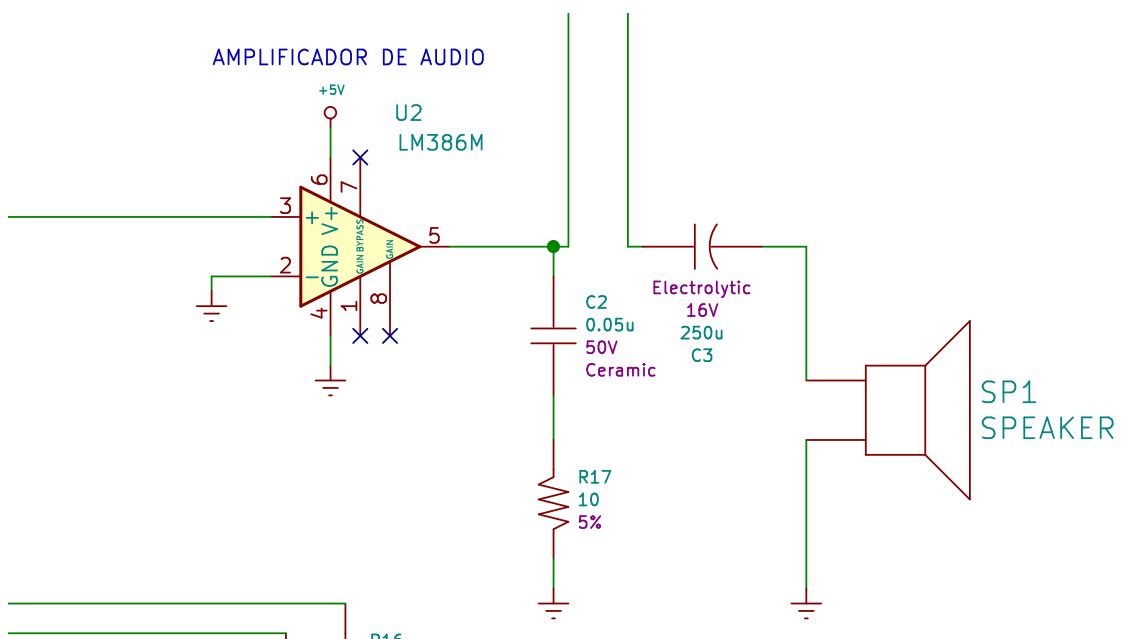 AMPLIFICADOR DE AUDIO
+5V
U2
LM386M
6
7
3
+
V+
GAIN BYPASS
GAIN
5
2
-
GND
4
1
8
C2
0.05u
50V
Ceramic
Electrolytic
16V
250u
C3
SP1
SPEAKER
R17
10
5%
R16